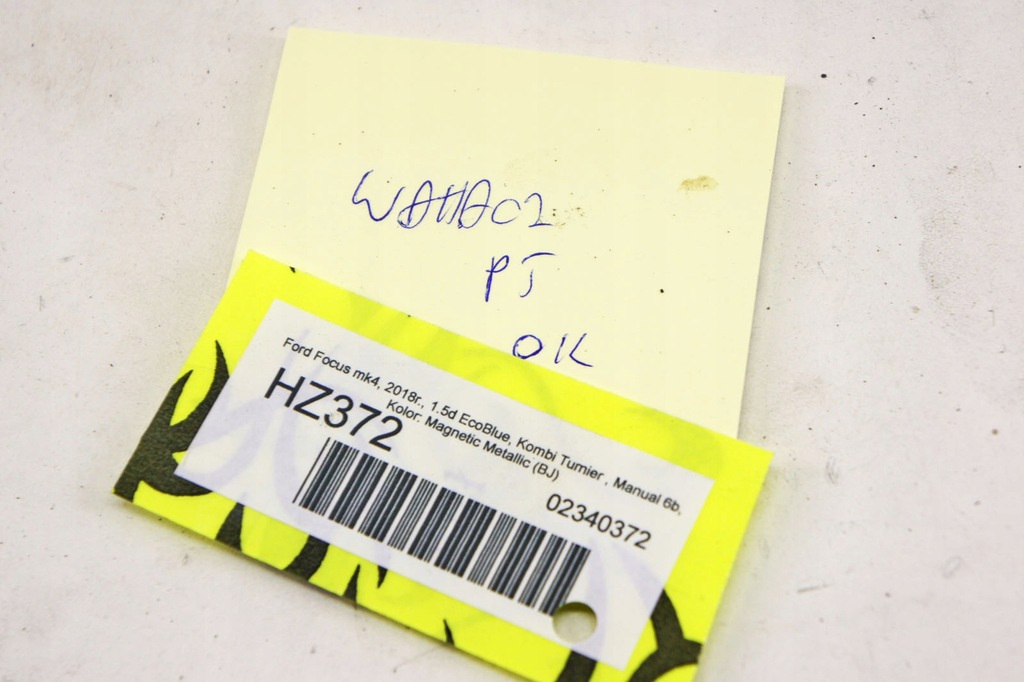 WAHACZ
PT
OK
Ford Focus mk4, 2018r., 1.5d EcoBlue, Kombi Turnier , Manual 6b,
Kolor: Magnetic Metallic (BJ)
HZ372
02340372